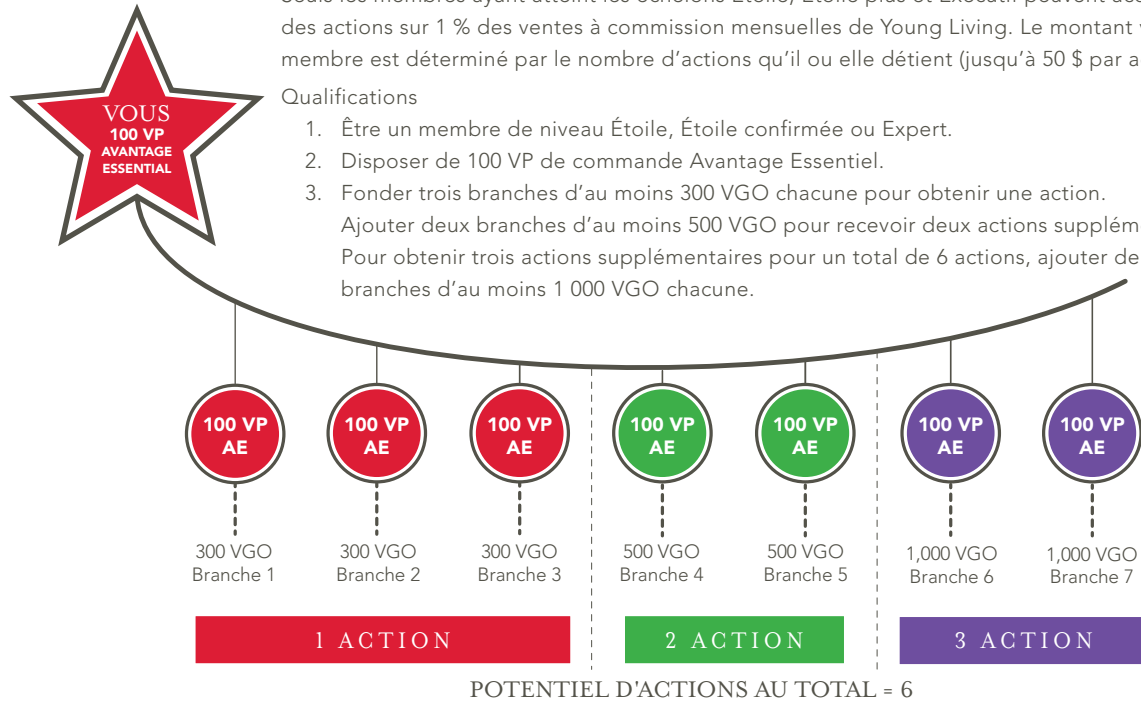 des actions sur 1 % des ventes à commission mensuelles de Young Living. Le montant
membre est déterminé par le nombre d'actions qu'il ou elle détient (jusqu'à 50 $ par
Qualifications
1. Être un membre de niveau Étoile, Étoile confirmée ou Expert.
2. Disposer de 100 VP de commande Avantage Essentiel.
3. Fonder trois branches d'au moins 300 VGO chacune pour obtenir une action.
Ajouter deux branches d'au moins 500 VGO pour recevoir deux actions
Pour obtenir trois actions supplémentaires pour un total de 6 actions, ajouter
branches d'au moins 1 000 VGO chacune.
VOUS
100 VP
AVANTAGE
ESSENTIAL
100 VP
AE
100 VP
AE
100 VP
AE
100 VP
AE
100 VP
AE
100 VP
AE
100 VP
AE
300 VGO
Branche 1
300 VGO
Branche 2
300 VGO
Branche 3
500 VGO
Branche 4
500 VGO
Branche 5
1,000 VGO
Branche 6
1,000 VGO
Branche 7
1 ACTION
2 ACTION
3 ACTION
POTENTIEL D'ACTIONS AU TOTAL = 6